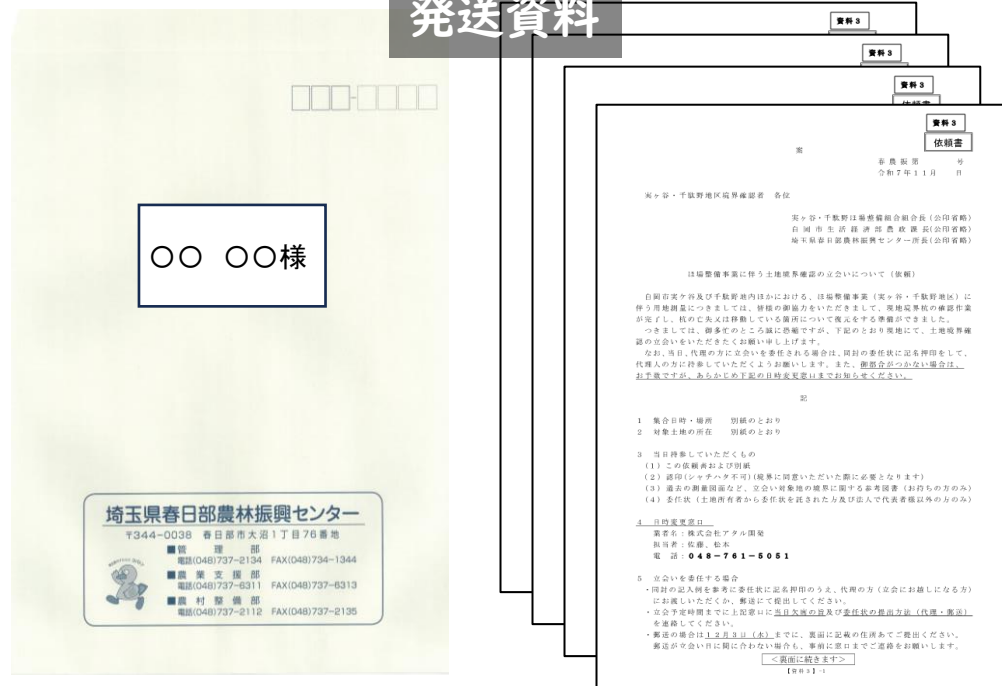 発送資料
○○ ○○様
埼玉県春日部農林振興センター
〒344-0038 春日部市大沼1丁目76番地
■管理部
電話(048)737-2134 FAX(048)734-1344
■農業支援部
電話(048)737-6311 FAX(048)737-6313
■農村整備部
電話(048)737-2112 FAX(048)737-2135
資料3
資料3
資料3
依頼書
資料3
依頼書
案
春農振第 号
令和7年11月 日
実ヶ谷・千駄野地区境界確認者 各位
実ヶ谷・千駄野ほ場整備組合組合長(公印省略)
白岡市生活経済部農政課長(公印省略)
埼玉県春日部農林振興センター所長(公印省略)
ほ場整備事業に伴う土地境界確認の立会いについて(依頼)
白岡市実ケ谷及び千駄野地内ほかにおける、ほ場整備事業(実ヶ谷・千駄野地区)に
伴う用地測量につきましては、皆様の御協力をいただきまして、現地境界杭の確認作業
が完了し、杭の亡失又は移動している箇所について復元をする準備ができました。
つきましては、御多忙のところ誠に恐縮ですが、下記のとおり現地にて、土地境界確
認の立会いをいただきたくお願い申し上げます。
なお、当日、代理の方に立会いを委任される場合は、同封の委任状に記名押印をして、
代理人の方に持参していただくようお願いします。また、御都合がつかない場合は、
お手数ですが、あらかじめ下記の日時変更窓口までお知らせください。
記
1 集合日時・場所 別紙のとおり
2 対象土地の所在 別紙のとおり
3 当日持参していただくもの
(1)この依頼書および別紙
(2)認印(シャチハタ不可)(境界に同意いただいた際に必要となります)
(3)過去の測量図面など、立会い対象地の境界に関する参考図書(お持ちの方のみ)
(4)委任状(土地所有者から委任状を託された方及び法人で代表者様以外の方のみ)
4 日時変更窓口
業者名:株式会社アタル開発
担当者:佐藤、松本
電 話:048-761-5051
5 立会いを委任する場合
・同封の記入例を参考に委任状に記名押印のうえ、代理の方(立会にお越しになる方)
にお渡しいただくか、郵送にて提出してください。
・立会予定時間までに上記窓口に当日欠席の旨及び委任状の提出方法(代理・郵送)
を連絡してください。
・郵送の場合は12月3日(水)までに、裏面に記載の住所あてご提出ください。
郵送が立会い日に間に合わない場合も、事前に窓口までご連絡をお願いします。
<裏面に続きます>
【資料3】-1